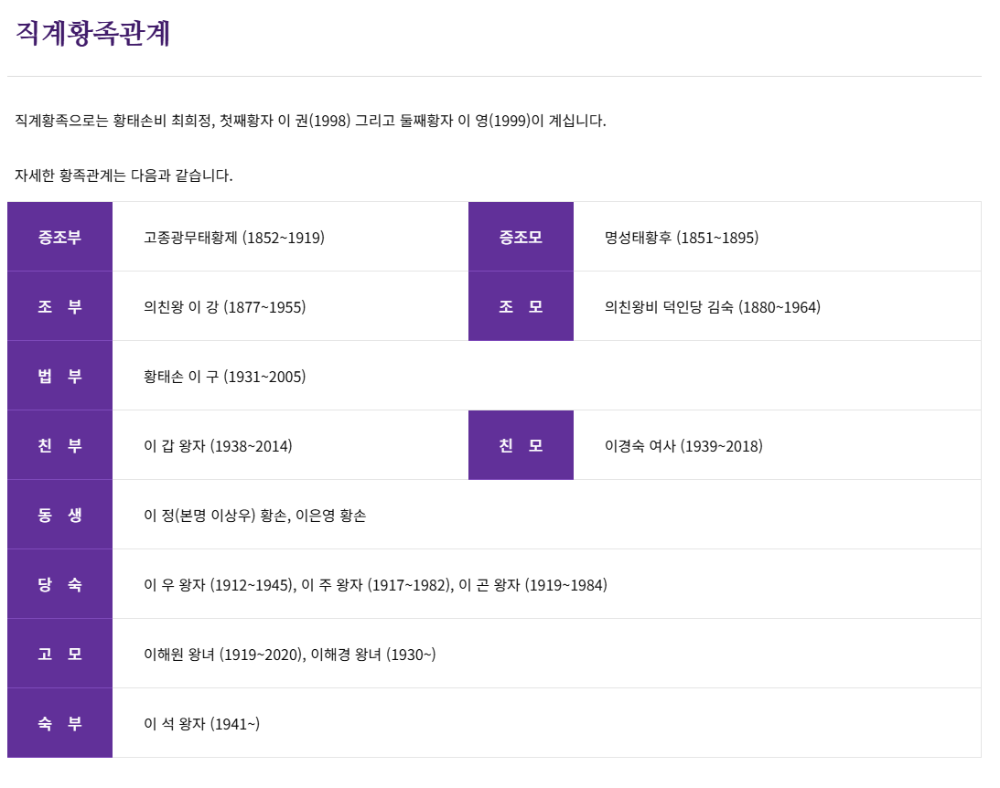 직계황족관계
직계황족으로는 황태손비 최희정, 첫째황자 이 권(1998) 그리고 둘째황자 이 영(1999)이 계십니다.
자세한 황족관계는 다음과 같습니다.
증조부 고종광무태황제 (1852~1919) 증조모 명성태황후 (1851~1895)
조 부 의친왕 이 강 (1877~1955) 조 모 의친왕비 덕인당 김숙 (1880~1964)
법 부 황태손 이 구 (1931~2005)
친 부 이 갑 왕자 (1938~2014) 친 모 이경숙 여사 (1939~2018)
동 생 이 정(본명 이상우) 황손, 이은영 황손
당 숙 이 우 왕자 (1912~1945), 이 주 왕자 (1917~1982), 이 곤 왕자 (1919~1984)
고 모 이해원 왕녀 (1919~2020), 이해경 왕녀 (1930~)
숙 부 이 석 왕자 (1941~)